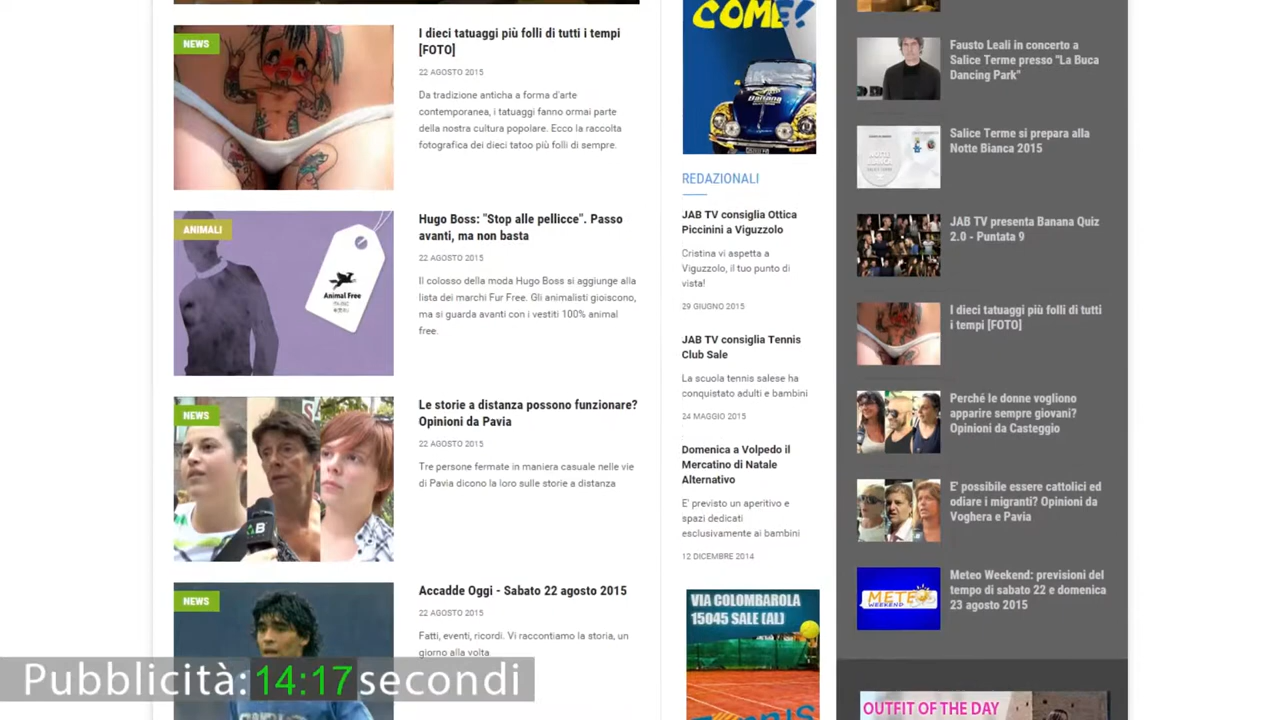 NEWS
I dieci tatuaggi più folli di tutti i tempi
[FOTO]
22 AGOSTO 2015
Da tradizione anticha a forma d'arte
contemporanea, i tatuaggi fanno ormai parte
della nostra cultura popolare. Ecco la raccolta
fotografica dei dieci tatoo più folli di sempre.
ANIMALI
Animal Free
Hugo Boss: "Stop alle pellicce". Passo
avanti, ma non basta
22 AGOSTO 2015
Il colosso della moda Hugo Boss si aggiunge alla
lista dei marchi Fur Free. Gli animalisti gioiscono,
ma si guarda avanti con i vestiti 100% animal
free.
NEWS
Le storie a distanza possono funzionare?
Opinioni da Pavia
22 AGOSTO 2015
Tre persone fermate in maniera casuale nelle vie
di Pavia dicono la loro sulle storie a distanza
NEWS
Accadde Oggi - Sabato 22 agosto 2015
22 AGOSTO 2015
Fatti, eventi, ricordi. Vi raccontiamo la storia, un
giorno alla volta
Pubblicità: 14:17 secondi
COME!
Banana
REDAZIONALI
JAB TV consiglia Ottica
Piccinini a Viguzzolo
Cristina vi aspetta a
Viguzzolo, il tuo punto di
vista!
29 GIUGNO 2015
JAB TV consiglia Tennis
Club Sale
La scuola tennis salese ha
conquistato adulti e bambini
24 MAGGIO 2015
Domenica a Volpedo il
Mercatino di Natale
Alternativo
E' previsto un aperitivo e
spazi dedicati
esclusivamente ai bambini
12 DICEMBRE 2014
VIA COLOMBAROLA
15045 SALE (AL)
Tennis
Fausto Leali in concerto a
Salice Terme presso "La Buca
Dancing Park"
Salice Terme si prepara alla
Notte Bianca 2015
JAB TV presenta Banana Quiz
2.0 - Puntata 9
I dieci tatuaggi più folli di tutti
i tempi [FOTO]
Perché le donne vogliono
apparire sempre giovani?
Opinioni da Casteggio
E' possibile essere cattolici ed
odiare i migranti? Opinioni da
Voghera e Pavia
METEO
WEEKEND
Meteo Weekend: previsioni del
tempo di sabato 22 e domenica
23 agosto 2015
OUTFIT OF THE DAY